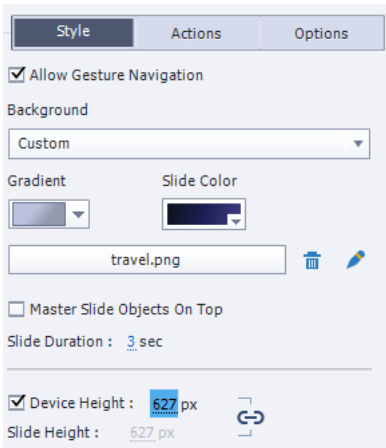 Style Actions Options
Allow Gesture Navigation
Background
Custom
Gradient Slide Color
travel.png
Master Slide Objects On Top
Slide Duration : 3 sec
Device Height : 627 px
Slide Height : 627 px